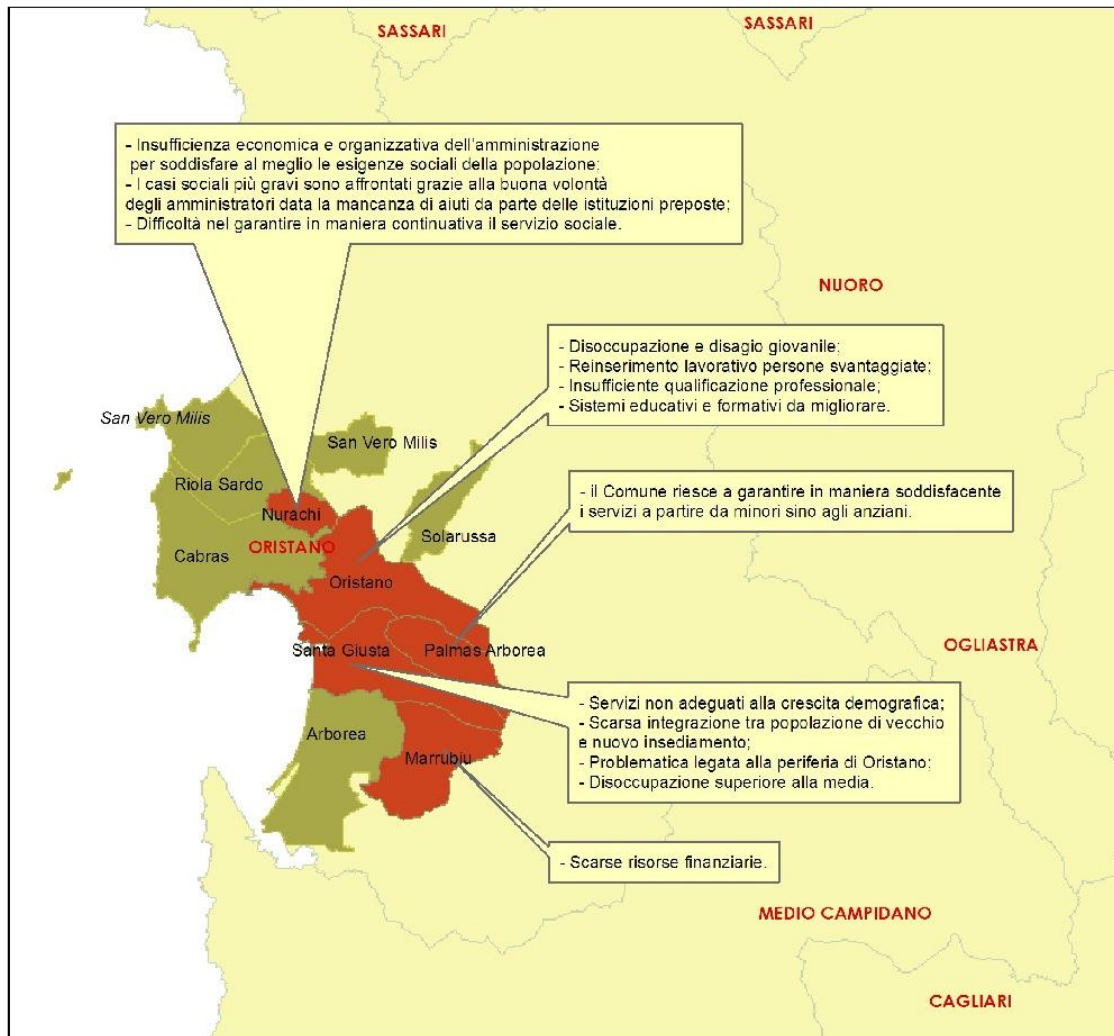 SASSARI
SASSARI
- Insufficienza economica e organizzativa dell'amministrazione
per soddisfare al meglio le esigenze sociali della popolazione;
- I casi sociali più gravi sono affrontati grazie alla buona volontà
degli amministratori data la mancanza di aiuti da parte delle istituzioni preposte;
- Difficoltà nel garantire in maniera continuativa il servizio sociale.
NUORO
- Disoccupazione e disagio giovanile;
- Reinserimento lavorativo persone svantaggiate;
- Insufficiente qualificazione professionale;
- Sistemi educativi e formativi da migliorare.
San Vero Milis
San Vero Milis
Riola Sardo
Nurachi
Solarussa
Cabras
ORISTANO
Oristano
- il Comune riesce a garantire in maniera soddisfacente
i servizi a partire da minori sino agli anziani.
Santa Giusta
Palmas Arborea
OGLIASTRA
- Servizi non adeguati alla crescita demografica;
- Scarsa integrazione tra popolazione di vecchio
e nuovo insediamento;
- Problematica legata alla periferia di Oristano;
- Disoccupazione superiore alla media.
Arborea
Marrubiu
- Scarse risorse finanziarie.
MEDIO CAMPIDANO
CAGLIARI